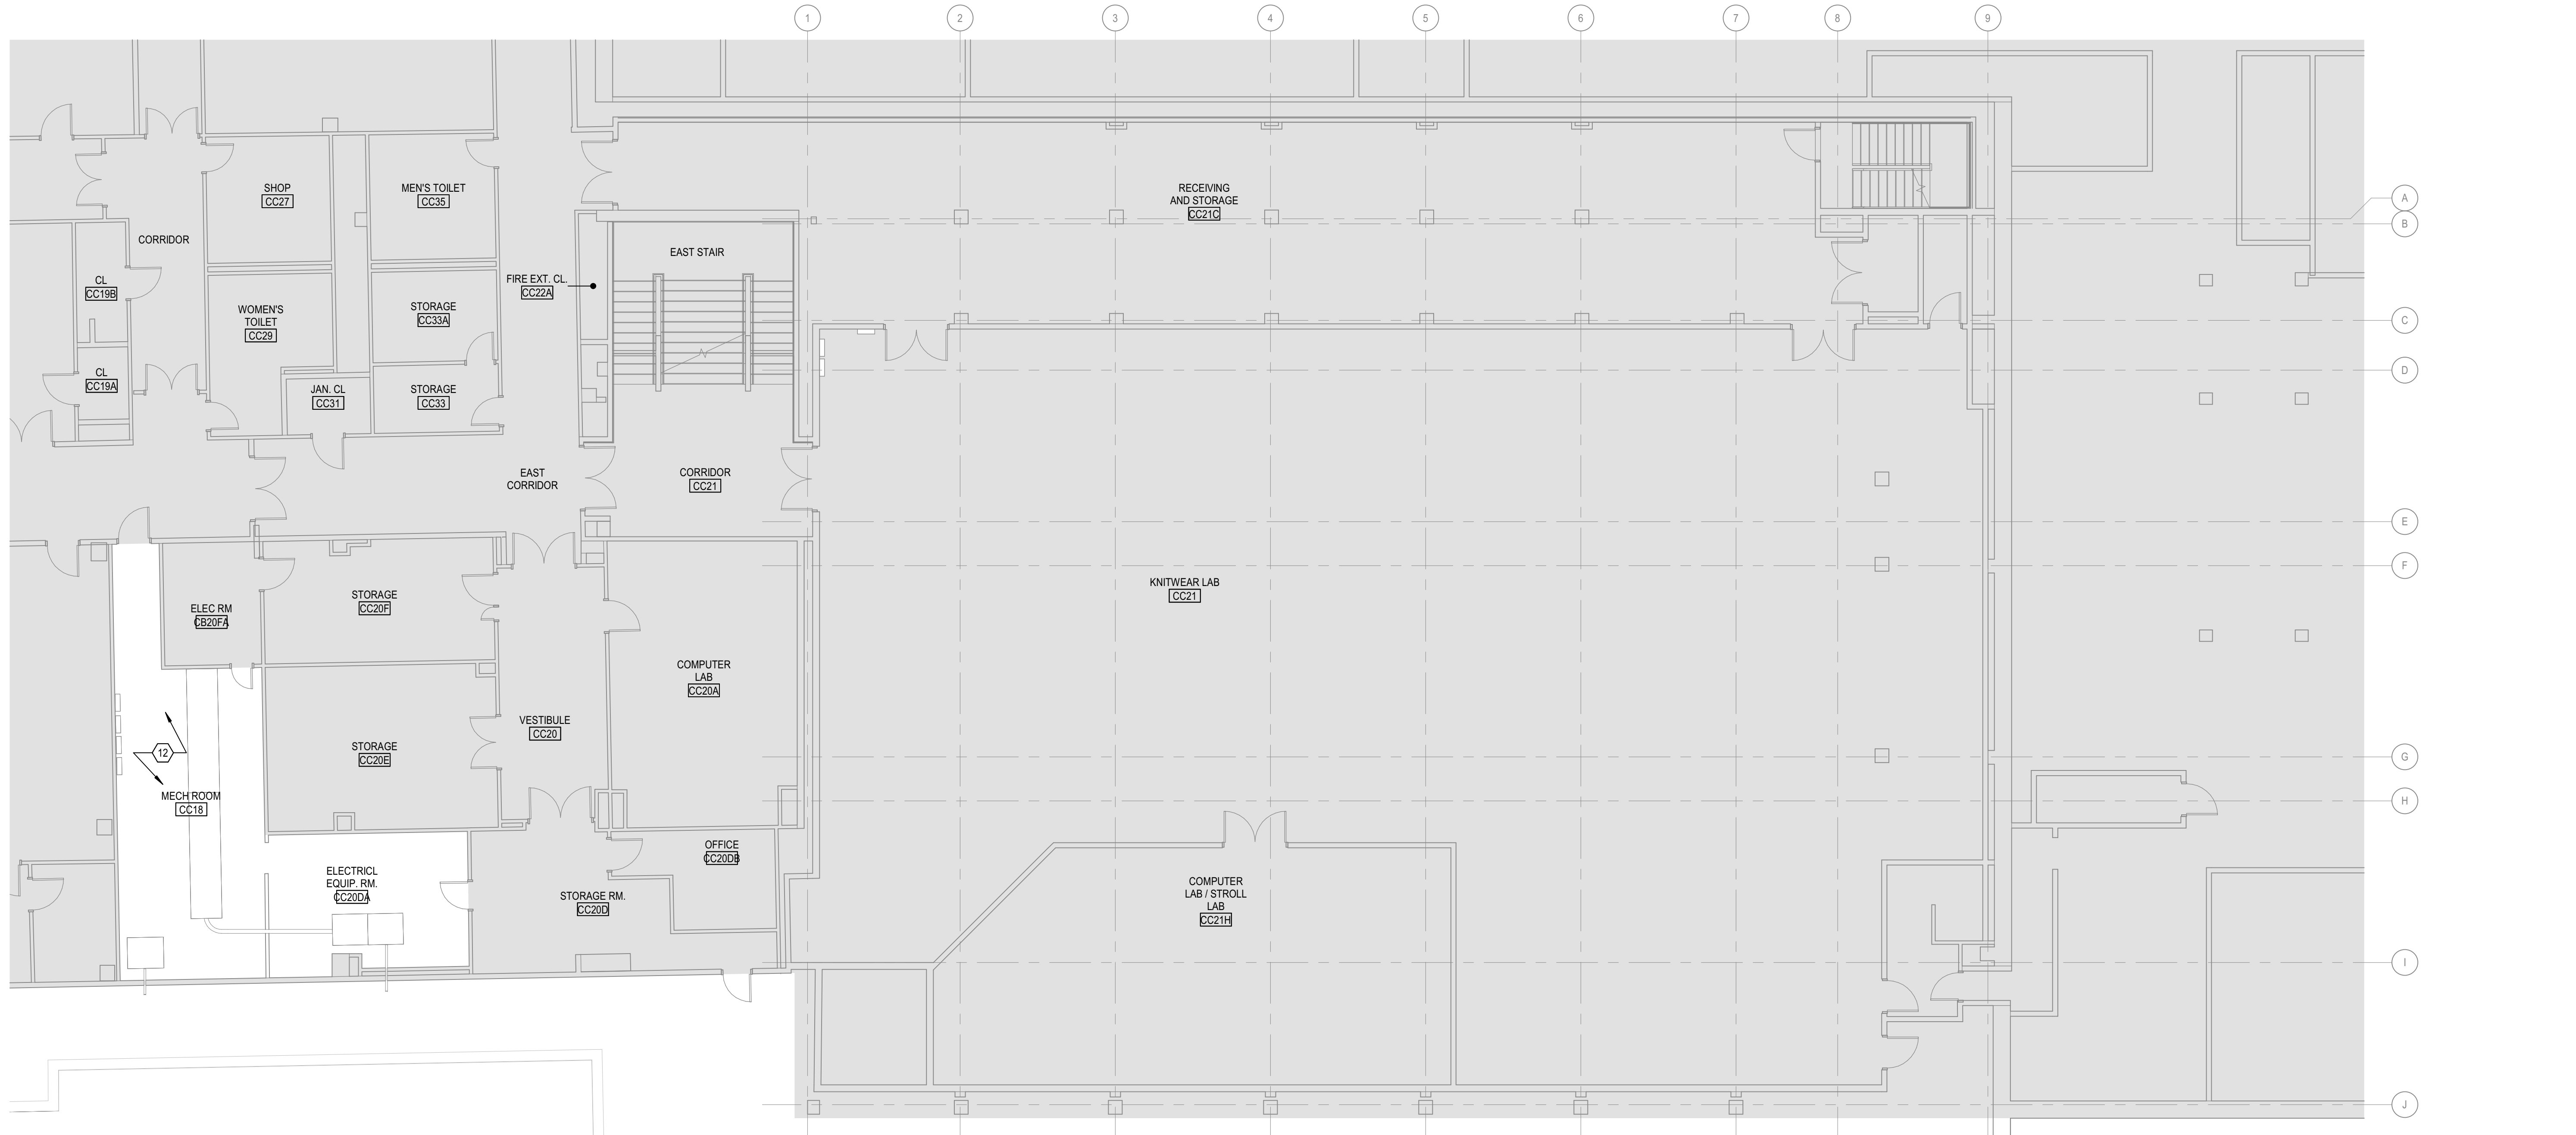 1 2 3 4 5 6 7 8 9
A
B
C
D
E
F
G
H
I
J
SHOP
CC27
MEN'S TOILET
CC35
RECEIVING
AND STORAGE
CC21C
CORRIDOR
EAST STAIR
CL
CC19B
FIRE EXT. CL.
CC22A
WOMEN'S
TOILET
CC29
STORAGE
CC33A
CL
CC19A
JAN. CL
CC31
STORAGE
CC33
EAST
CORRIDOR
CORRIDOR
CC21
ELEC RM
CB20FA
STORAGE
CC20F
KNITWEAR LAB
CC21
COMPUTER
LAB
CC20A
VESTIBULE
CC20
STORAGE
CC20E
12
MECH ROOM
CC18
OFFICE
CC20DB
ELECTRICL
EQUIP. RM.
CC20DA
STORAGE RM.
CC20D
COMPUTER
LAB / STROLL
LAB
CC21H